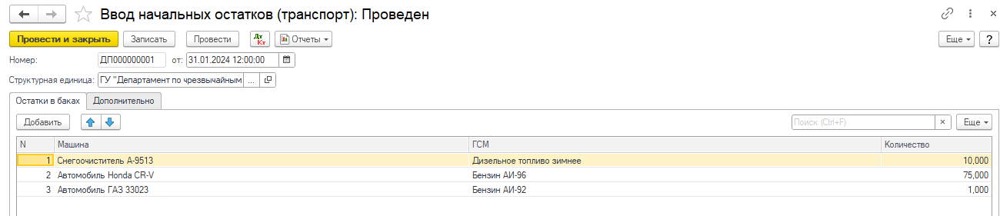 Ввод начальных остатков (транспорт): Проведен
Провести и закрыть Записать Провести Дт Кт Отчеты Еще ?
Номер: ДП000000001 от: 31.01.2024 12:00:00
Структурная единица: ГУ "Департамент по чрезвычайным ...
Остатки в баках Дополнительно
Добавить Поиск (Ctrl+F) × Еще
N Машина ГСМ Количество
1 Снегоочиститель А-9513 Дизельное топливо зимнее 10,000
2 Автомобиль Honda CR-V Бензин АИ-96 75,000
3 Автомобиль ГАЗ 33023 Бензин АИ-92 1,000